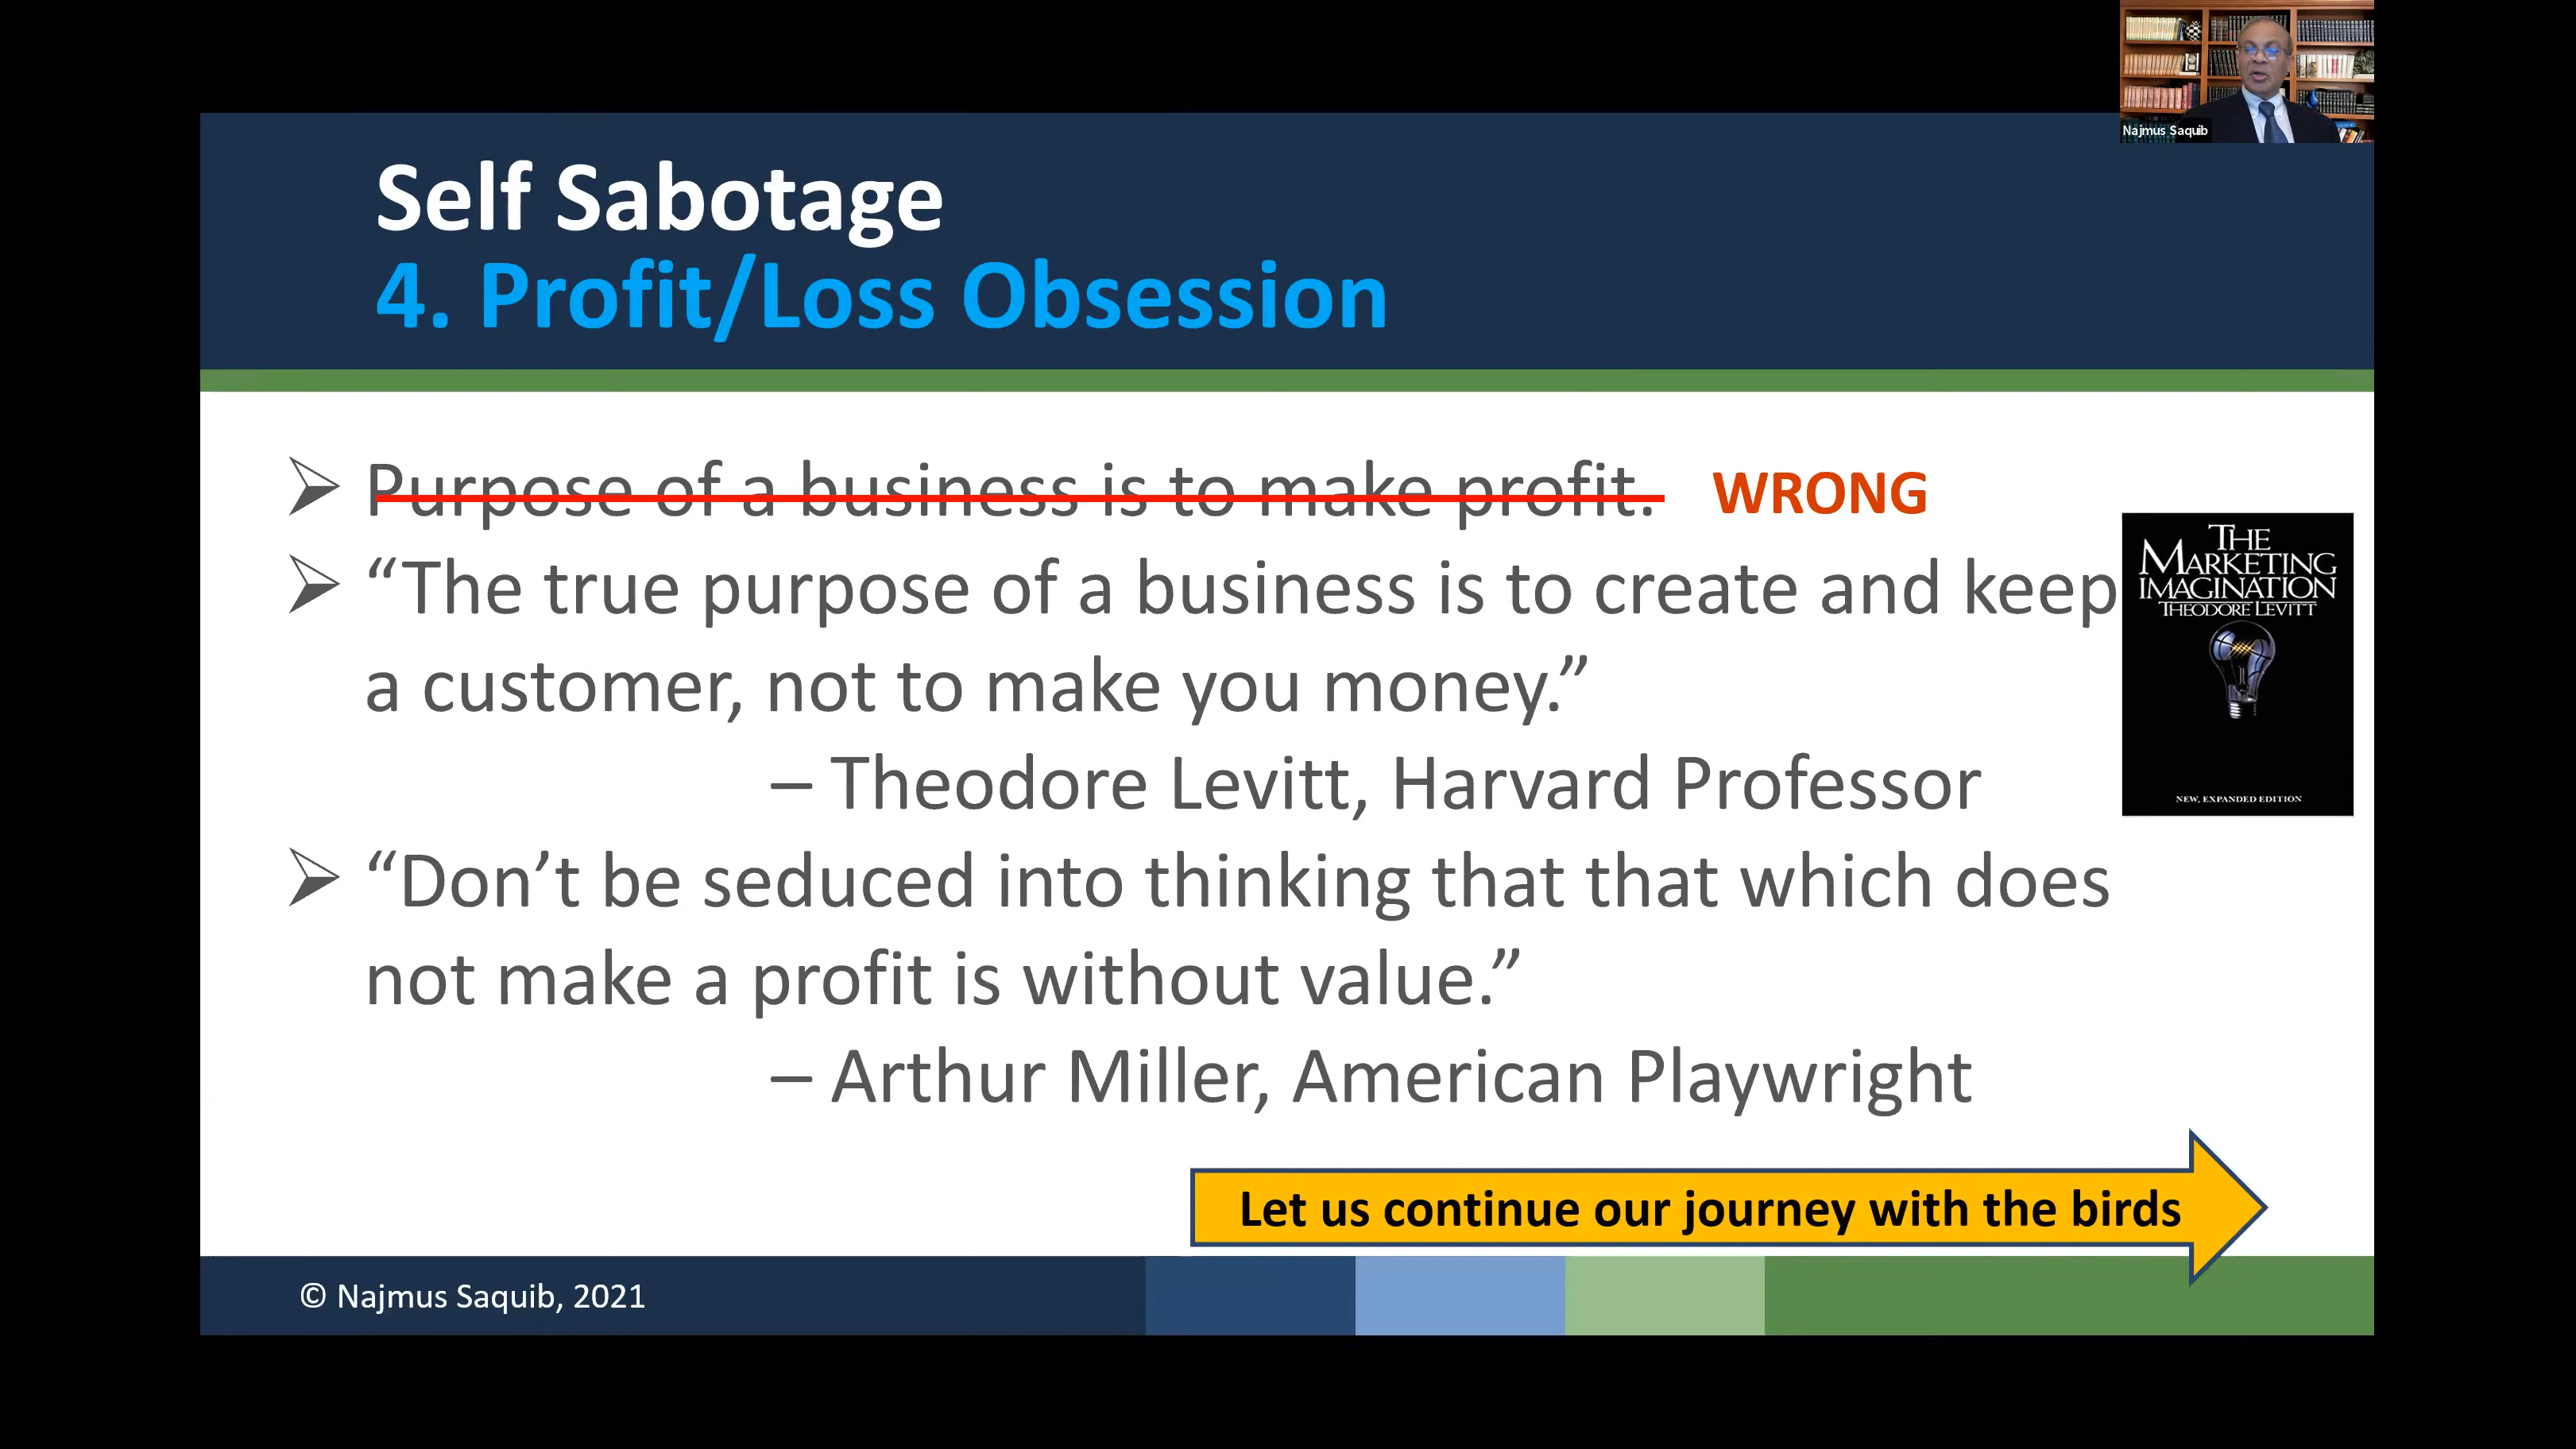 Najmus Saquib
Self Sabotage
4. Profit/Loss Obsession
Purpose of a business is to make profit. WRONG
“The true purpose of a business is to create and keep
a customer, not to make you money.”
– Theodore Levitt, Harvard Professor
THE
MARKETING
IMAGINATION
THEODORE LEVITT
NEW, EXPANDED EDITION
“Don’t be seduced into thinking that that which does
not make a profit is without value.”
– Arthur Miller, American Playwright
Let us continue our journey with the birds
© Najmus Saquib, 2021